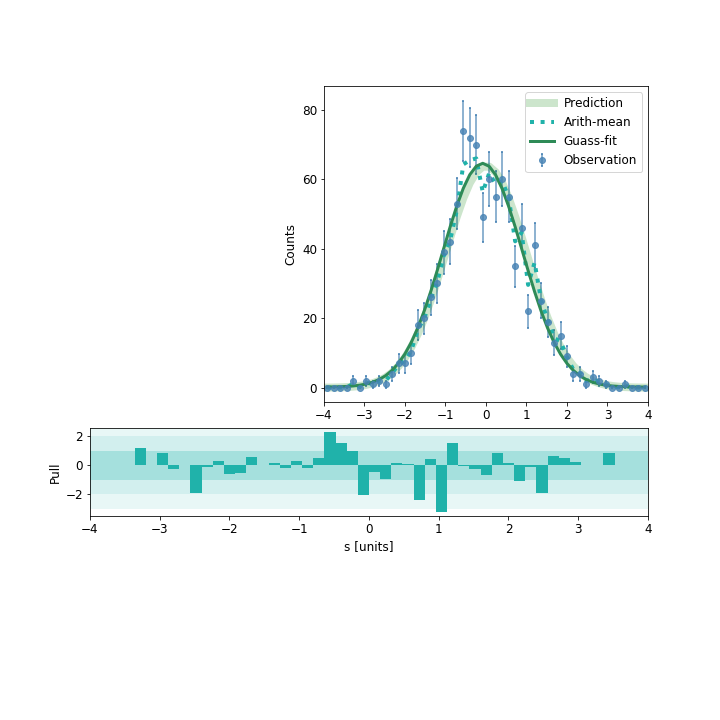 80
60
40
20
0
Counts
Prediction
Arith-mean
Guass-fit
Observation
−4 −3 −2 −1 0 1 2 3 4
2
0
−2
Pull
−4 −3 −2 −1 0 1 2 3 4
s [units]